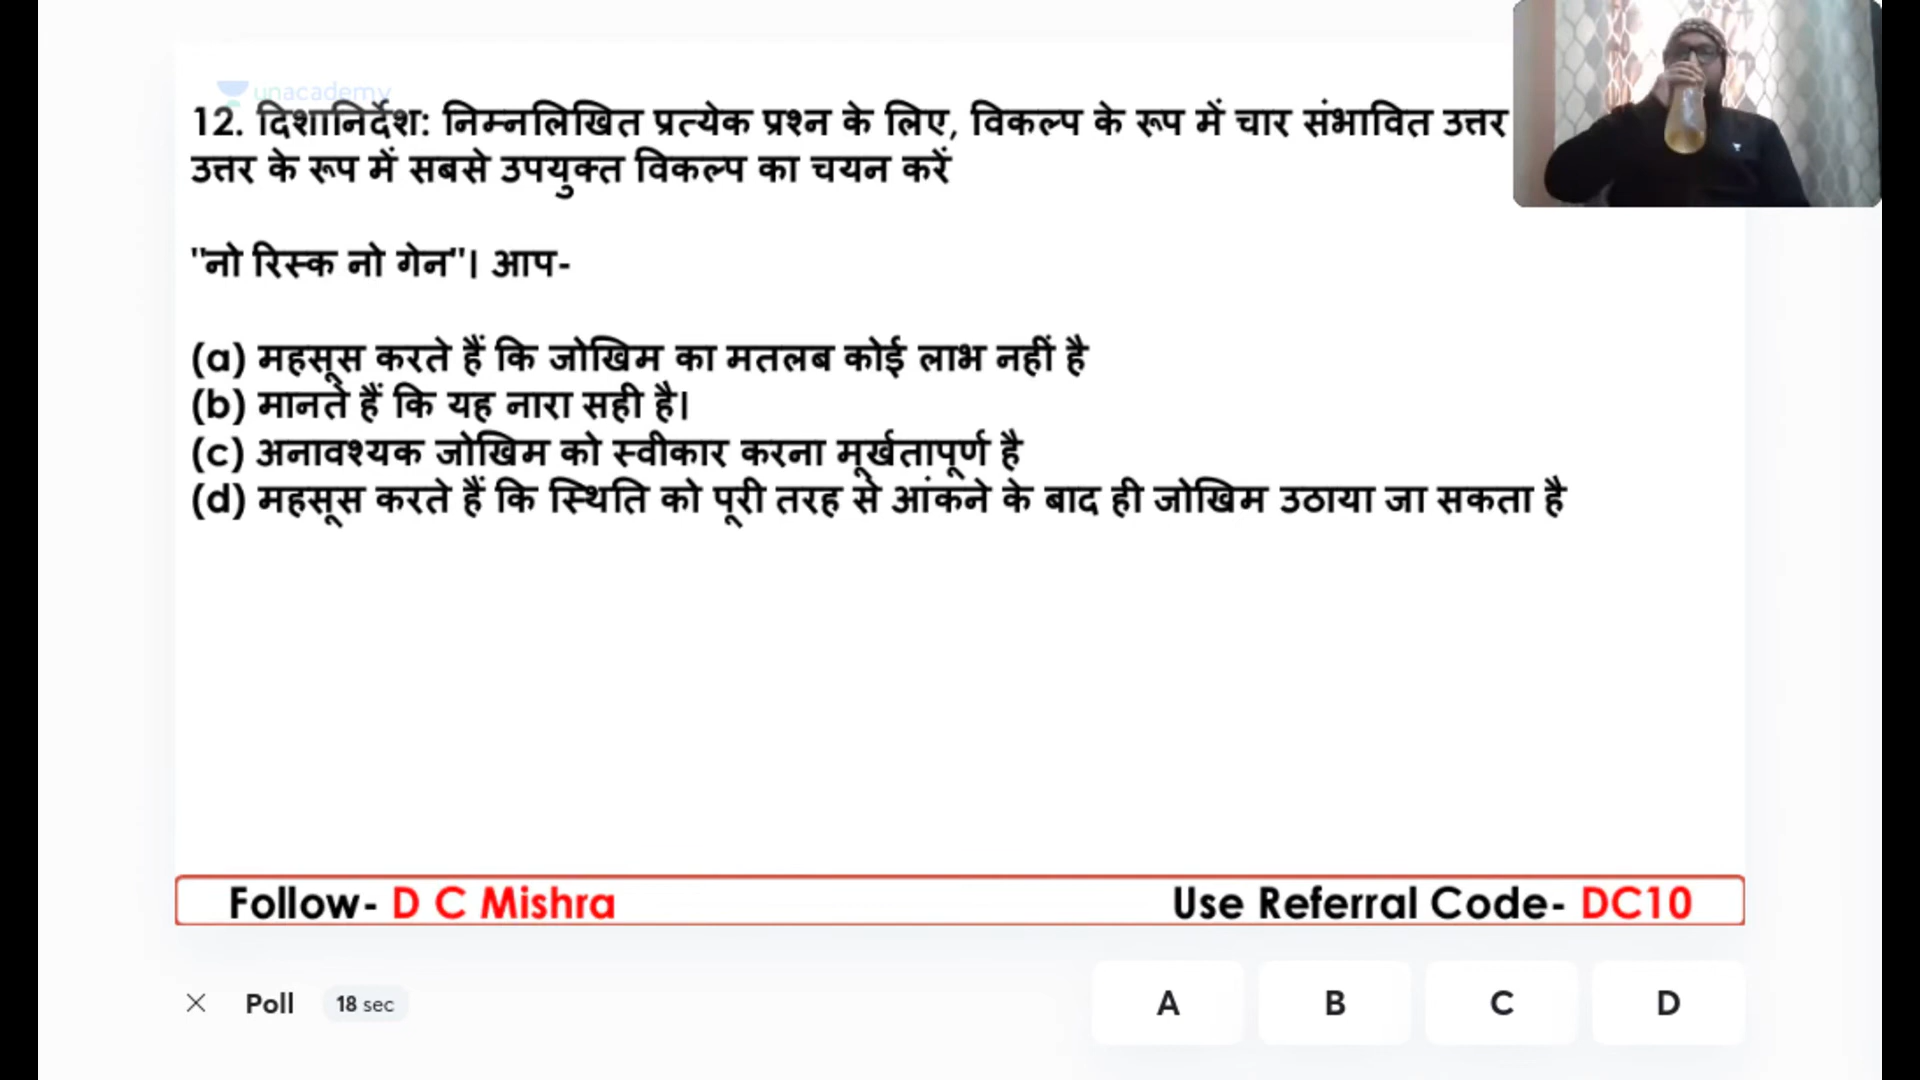 unacademy
12. दिशानिर्देश: निम्नलिखित प्रत्येक प्रश्न के लिए, विकल्प के रूप में चार संभावित उत्तर
उत्तर के रूप में सबसे उपयुक्त विकल्प का चयन करें
"नो रिस्क नो गेन"। आप-
(a) महसूस करते हैं कि जोखिम का मतलब कोई लाभ नहीं है
(b) मानते हैं कि यह नारा सही है।
(c) अनावश्यक जोखिम को स्वीकार करना मूर्खतापूर्ण है
(d) महसूस करते हैं कि स्थिति को पूरी तरह से आंकने के बाद ही जोखिम उठाया जा सकता है
Follow- D C Mishra Use Referral Code- DC10
Poll 18 sec A B C D